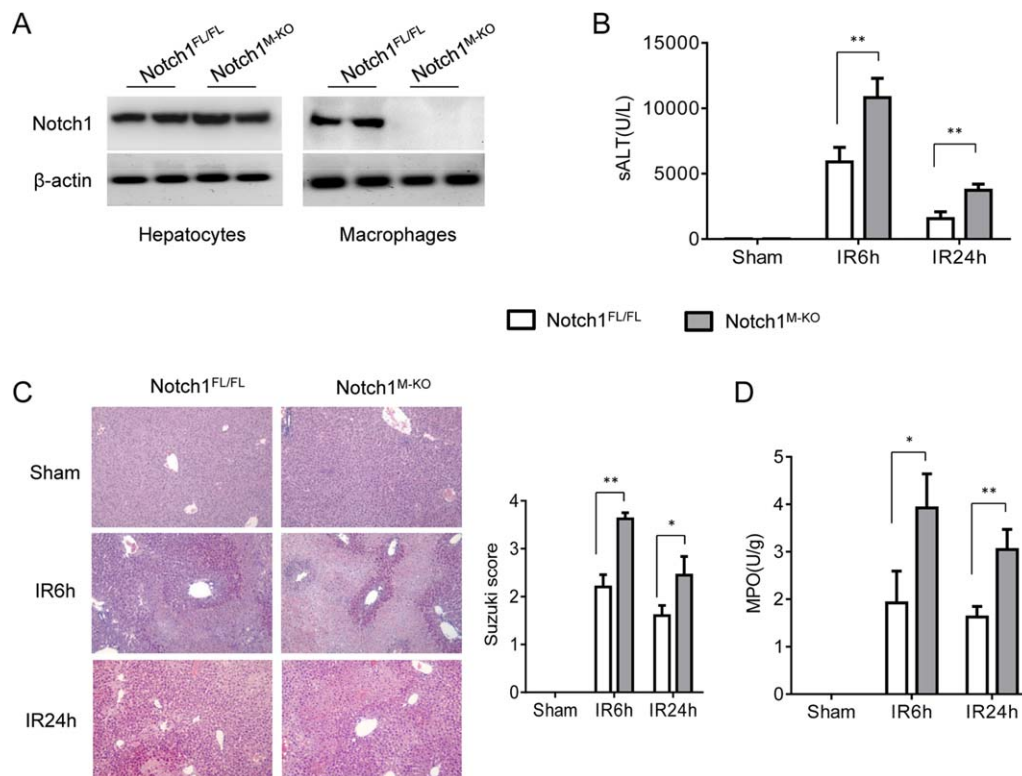 A
Notch1FL/FL
Notch1M-KO
Notch1FL/FL
Notch1M-KO
Notch1
β-actin
Hepatocytes
Macrophages
B
15000
10000
5000
0
sALT(U/L)
**
**
Sham
IR6h
IR24h
Notch1FL/FL
Notch1M-KO
C
Notch1FL/FL
Notch1M-KO
Sham
IR6h
IR24h
4
3
2
1
0
Suzuki score
**
*
Sham
IR6h
IR24h
D
5
4
3
2
1
0
MPO(U/g)
*
**
Sham
IR6h
IR24h